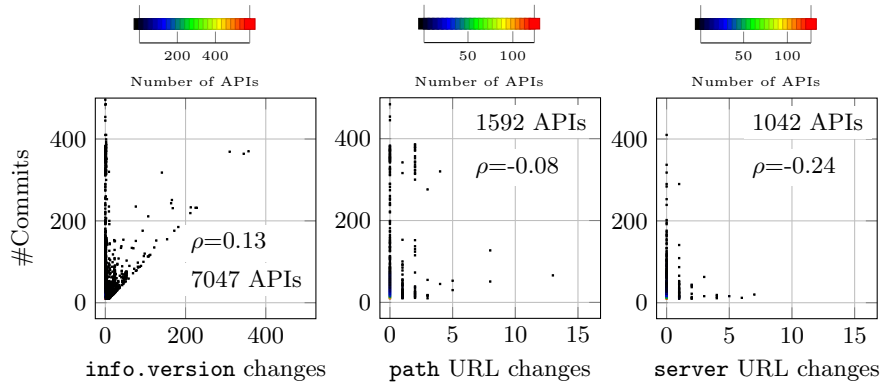 200 400
Number of APIs
50 100
Number of APIs
50 100
Number of APIs
#Commits
400
200
0
ρ=0.13
7047 APIs
0 200 400
info.version changes
400
200
0
1592 APIs
ρ=-0.08
0 5 10 15
path URL changes
400
200
0
1042 APIs
ρ=-0.24
0 5 10 15
server URL changes